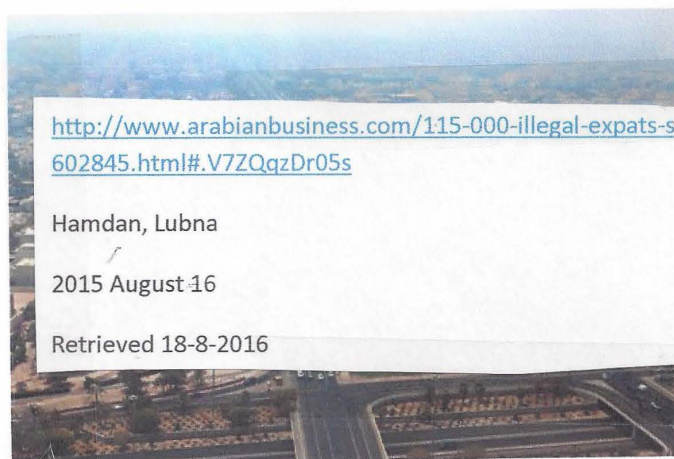 http://www.arabianbusiness.com/115-000-illegal-expats-s
602845.html#.V7ZQqzDr05s
Hamdan, Lubna
2015 August 16
Retrieved 18-8-2016